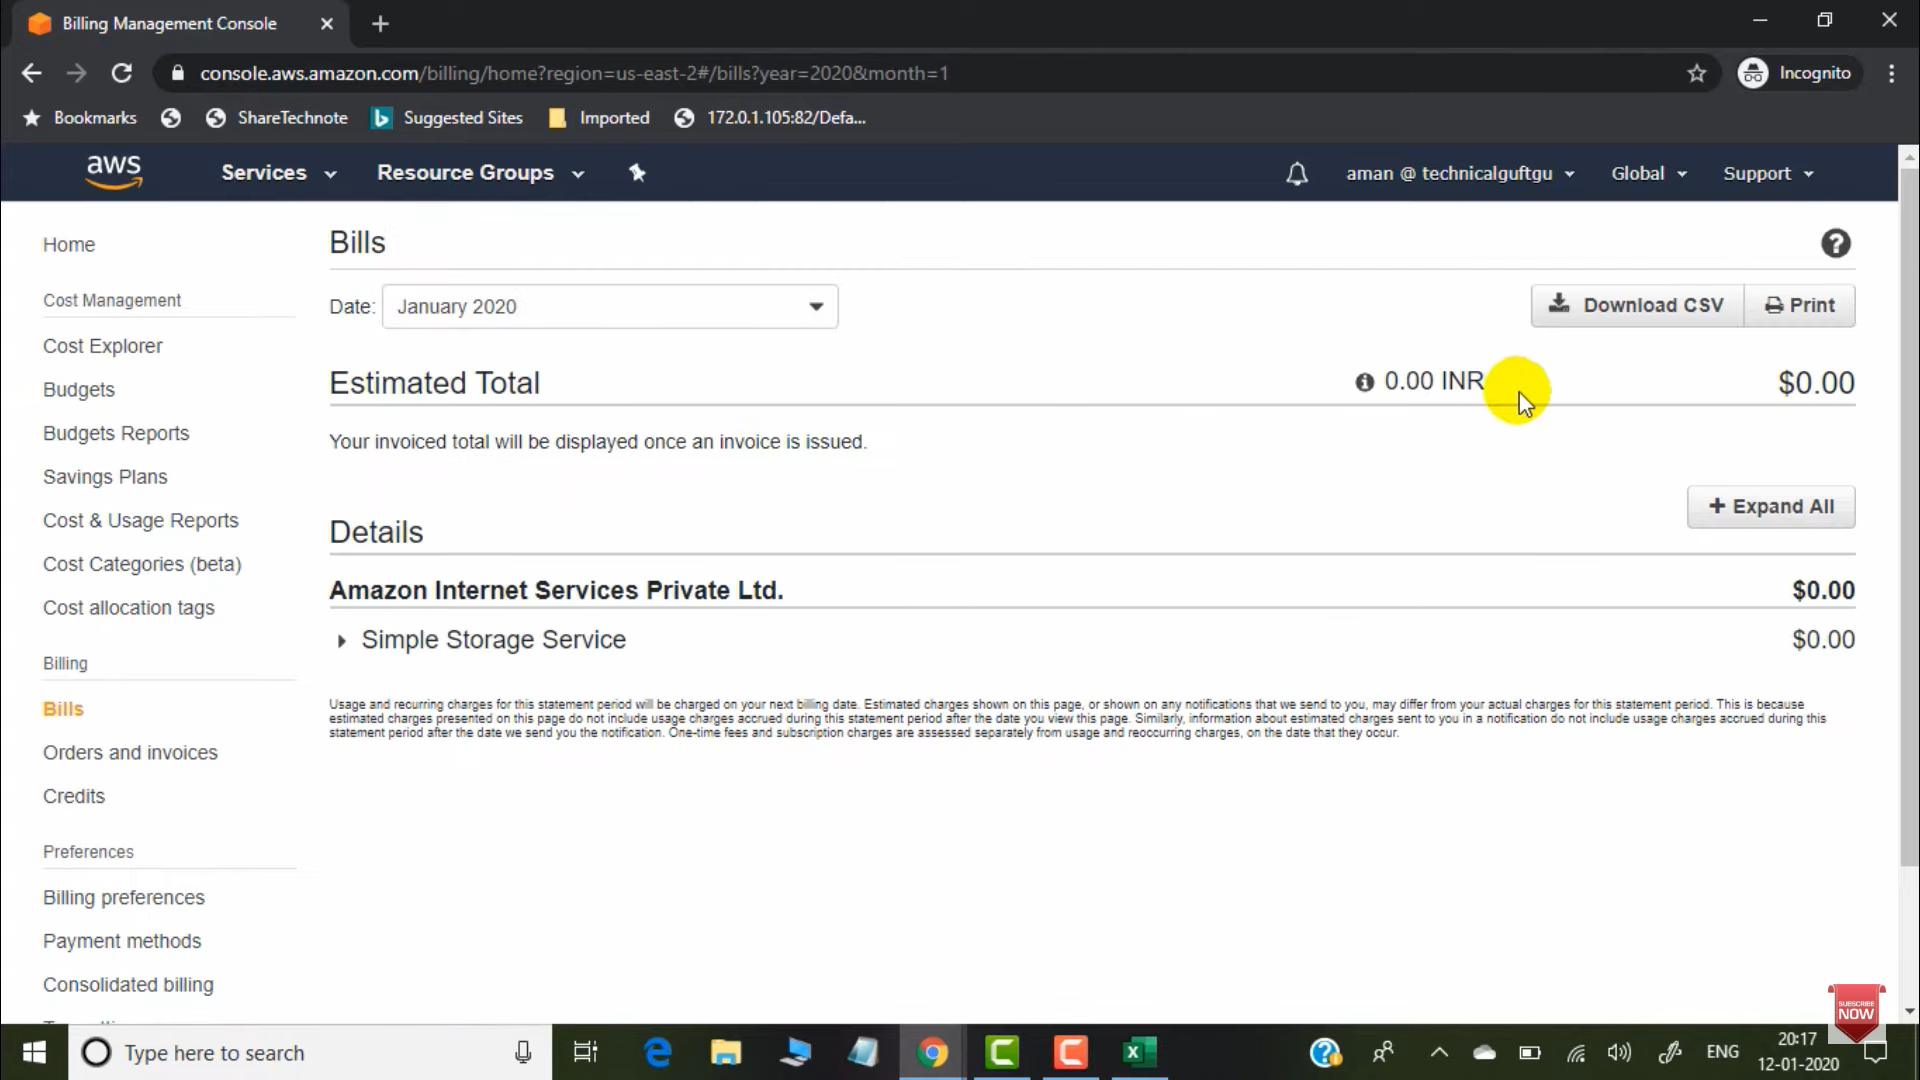 Billing Management Console
console.aws.amazon.com/billing/home?region=us-east-2#/bills?year=2020&month=1
Incognito
Bookmarks
ShareTechnote
Suggested Sites
Imported
172.0.1.105:82/Defa...
aws
Services
Resource Groups
aman @ technicalguftgu
Global
Support
Home
Cost Management
Cost Explorer
Budgets
Budgets Reports
Savings Plans
Cost & Usage Reports
Cost Categories (beta)
Cost allocation tags
Billing
Bills
Orders and invoices
Credits
Preferences
Billing preferences
Payment methods
Consolidated billing
Bills
Date: January 2020
Download CSV
Print
Estimated Total
0.00 INR
$0.00
Your invoiced total will be displayed once an invoice is issued.
+ Expand All
Details
Amazon Internet Services Private Ltd.
$0.00
Simple Storage Service
$0.00
Usage and recurring charges for this statement period will be charged on your next billing date. Estimated charges shown on this page, or shown on any notifications that we send to you, may differ from your actual charges for this statement period. This is because
estimated charges presented on this page do not include usage charges accrued during this statement period after the date you view this page. Similarly, information about estimated charges sent to you in a notification do not include usage charges accrued during this
statement period after the date we send you the notification. One-time fees and subscription charges are assessed separately from usage and reoccurring charges, on the date that they occur.
SUBSCRIBE
NOW
Type here to search
ENG
20:17
12-01-2020